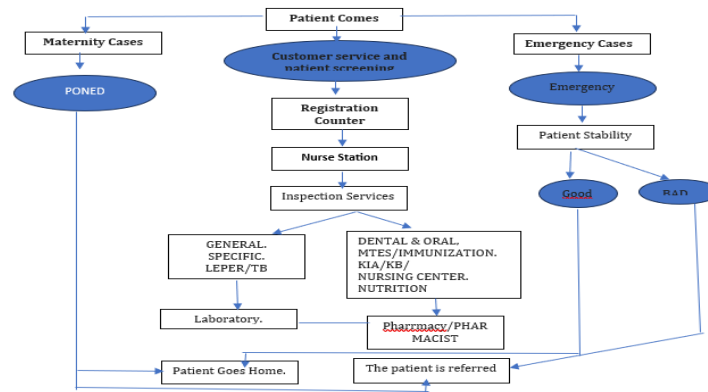 Patient Comes
Maternity Cases
Emergency Cases
Customer service and
patient screening
PONED
Emergency
Registration
Counter
Patient Stability
Nurse Station
Good
BAD
Inspection Services
GENERAL.
SPECIFIC.
LEPER/TB
DENTAL & ORAL.
MTES/IMMUNIZATION.
KIA/KB/
NURSING CENTER.
NUTRITION
Laboratory.
Pharrmacy/PHAR
MACIST
Patient Goes Home.
The patient is referred